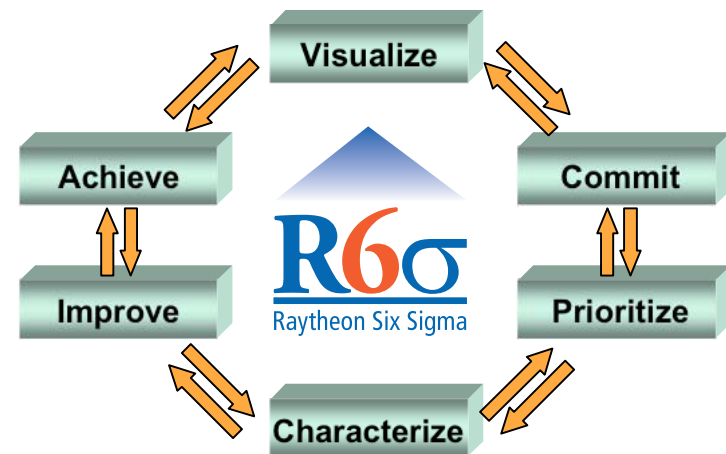 Visualize
Achieve
Commit
R6σ
Raytheon Six Sigma
Improve
Prioritize
Characterize